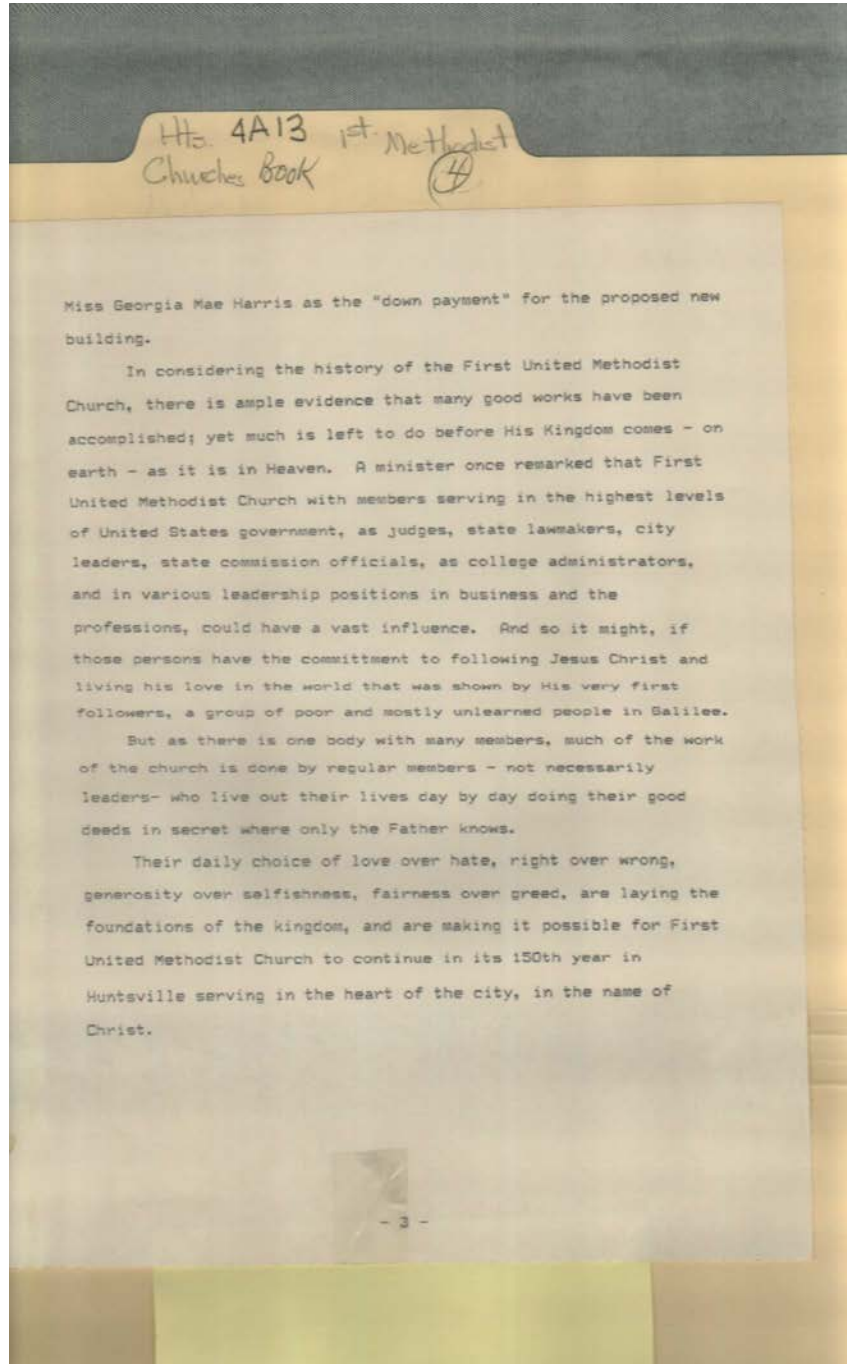 Hts. 4A13 1st Methodist
Churches Book 4
Miss Georgia Mae Harris as the "down payment" for the proposed new
building.
In considering the history of the First United Methodist
Church, there is ample evidence that many good works have been
accomplished; yet much is left to do before His Kingdom comes - on
earth - as it is in Heaven. A minister once remarked that First
United Methodist Church with members serving in the highest levels
of United States government, as judges, state lawmakers, city
leaders, state commission officials, as college administrators,
and in various leadership positions in business and the
professions, could have a vast influence. And so it might, if
those persons have the committment to following Jesus Christ and
living his love in the world that was shown by His very first
followers, a group of poor and mostly unlearned people in Galilee.
But as there is one body with many members, much of the work
of the church is done by regular members - not necessarily
leaders- who live out their lives day by day doing their good
deeds in secret where only the Father knows.
Their daily choice of love over hate, right over wrong,
generosity over selfishness, fairness over greed, are laying the
foundations of the kingdom, and are making it possible for First
United Methodist Church to continue in its 150th year in
Huntsville serving in the heart of the city, in the name of
Christ.
- 3 -